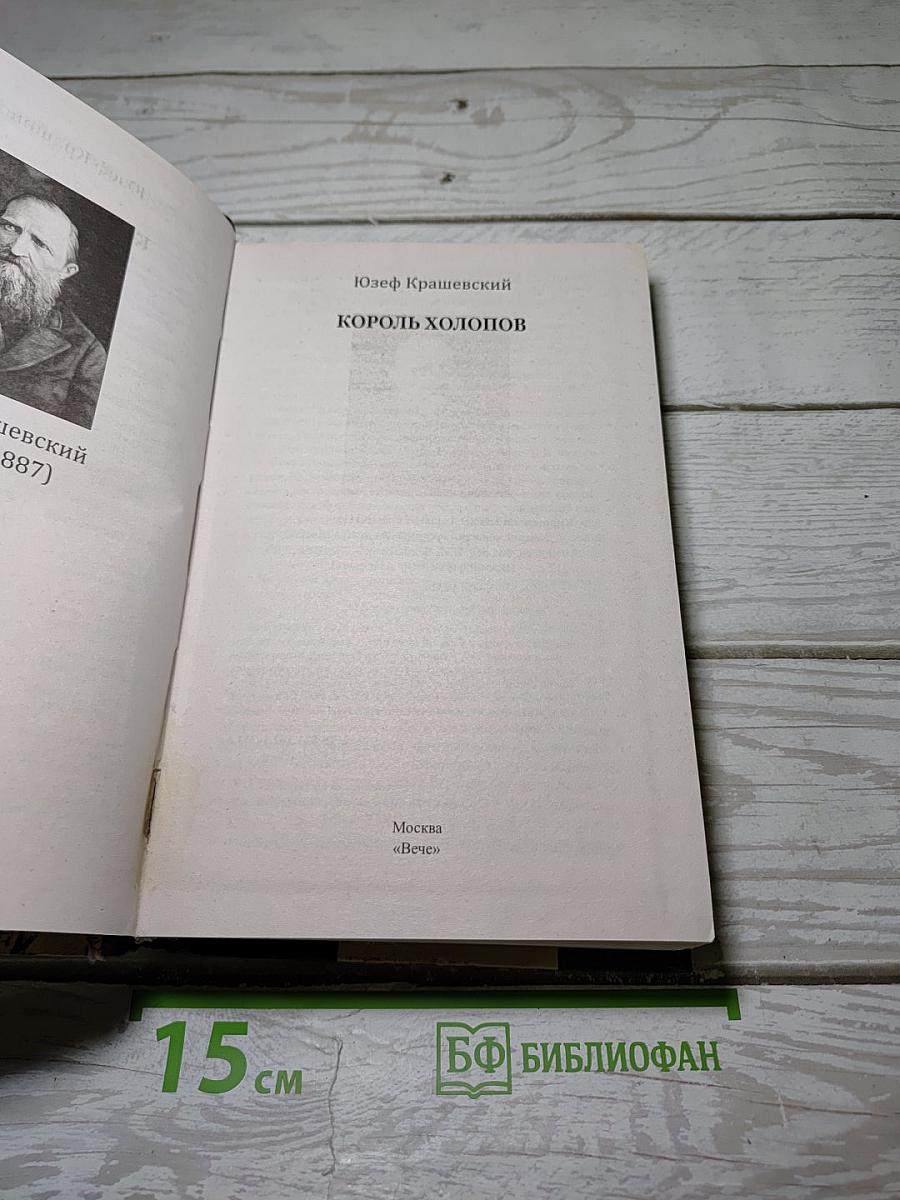 шевский
887)
Юзеф Крашевский
КОРОЛЬ ХОЛОПОВ
Москва
«Вече»
15 см
БФ БИБЛИОФАН